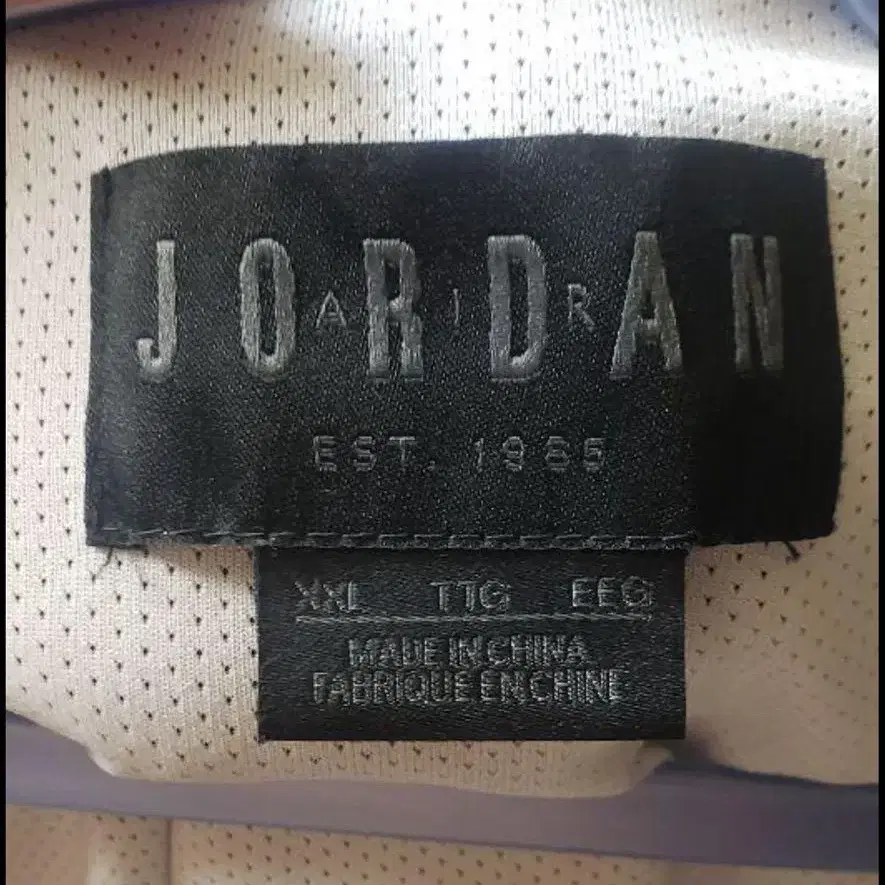 JORDAN
AIR
EST. 1985
XXL TTG EEG
MADE IN CHINA
FABRIQUE EN CHINE